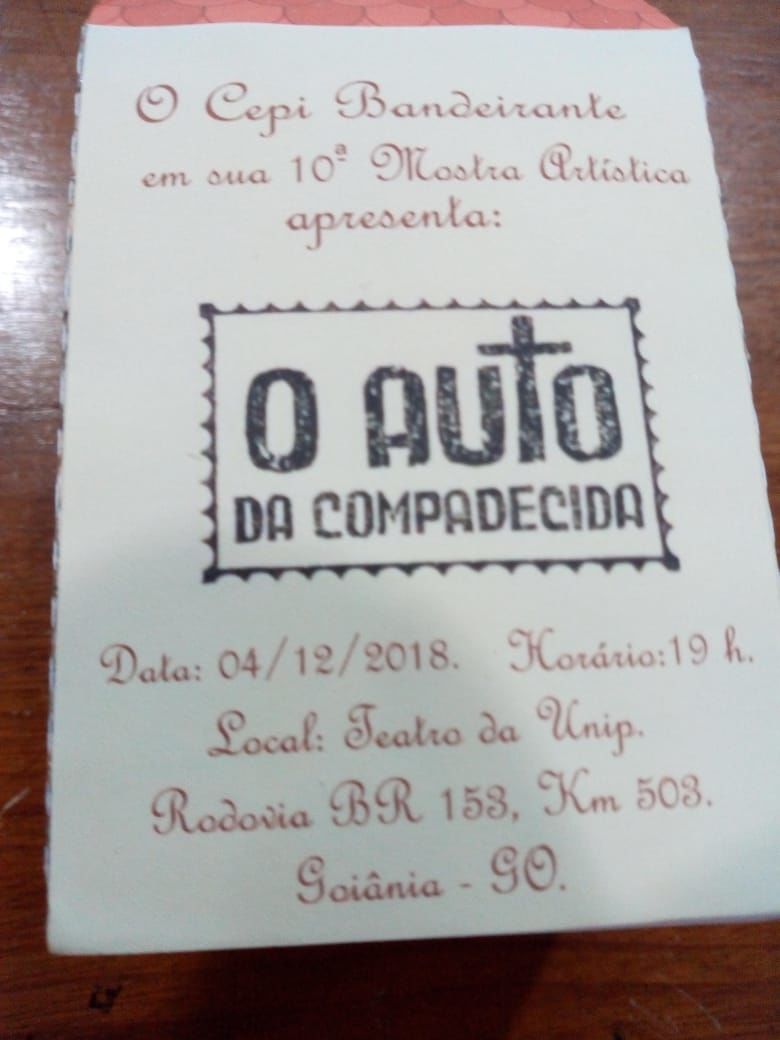 O Cepi Bandeirante
em sua 10ª Mostra Artística
apresenta:
O AUTO
DA COMPADECIDA
Data: 04/12/2018. Horário:19 h.
Local: Teatro da Unip.
Rodovia BR 153, Km 503.
Goiânia - GO.